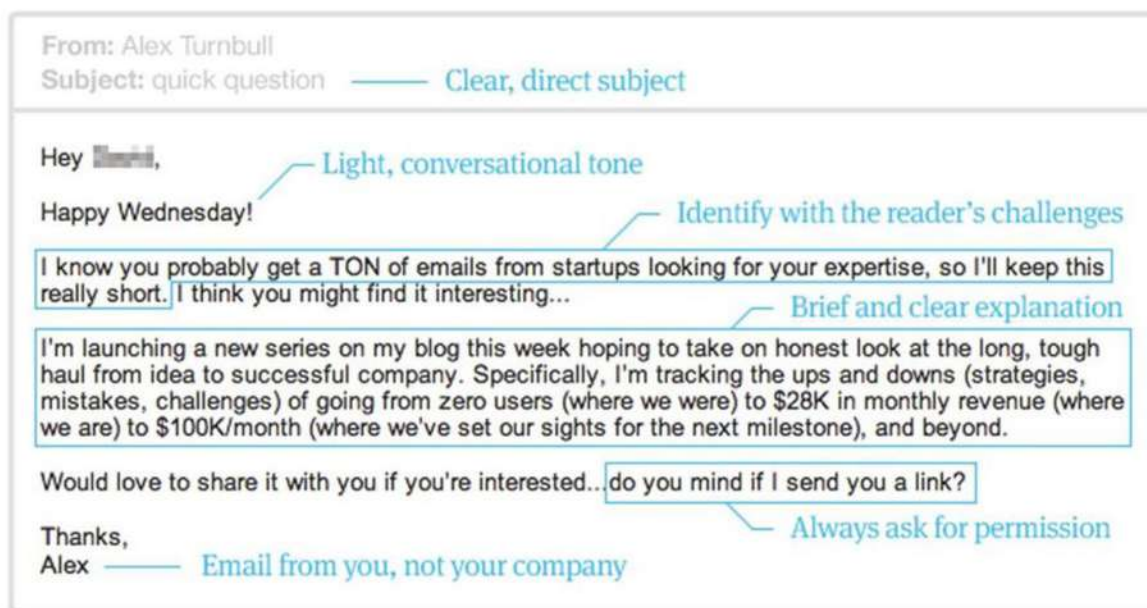 From: Alex Turnbull
Subject: quick question Clear, direct subject
Hey ,
Light, conversational tone
Happy Wednesday!
Identify with the reader's challenges
I know you probably get a TON of emails from startups looking for your expertise, so I'll keep this
really short. I think you might find it interesting...
Brief and clear explanation
I'm launching a new series on my blog this week hoping to take on honest look at the long, tough
haul from idea to successful company. Specifically, I'm tracking the ups and downs (strategies,
mistakes, challenges) of going from zero users (where we were) to $28K in monthly revenue (where
we are) to $100K/month (where we've set our sights for the next milestone), and beyond.
Would love to share it with you if you're interested...do you mind if I send you a link?
Always ask for permission
Thanks,
Alex Email from you, not your company